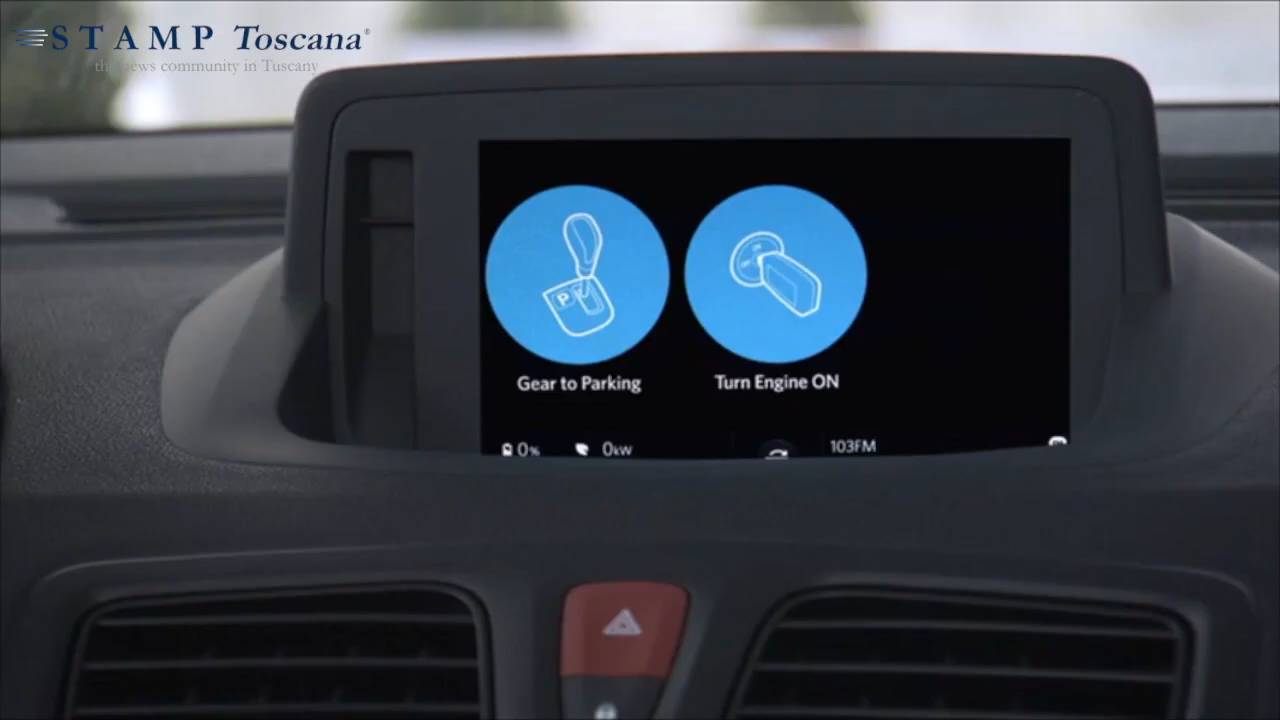 STAMP Toscana®
the news community in Tuscany
P
Gear to Parking
Turn Engine ON
0%
0kW
103FM